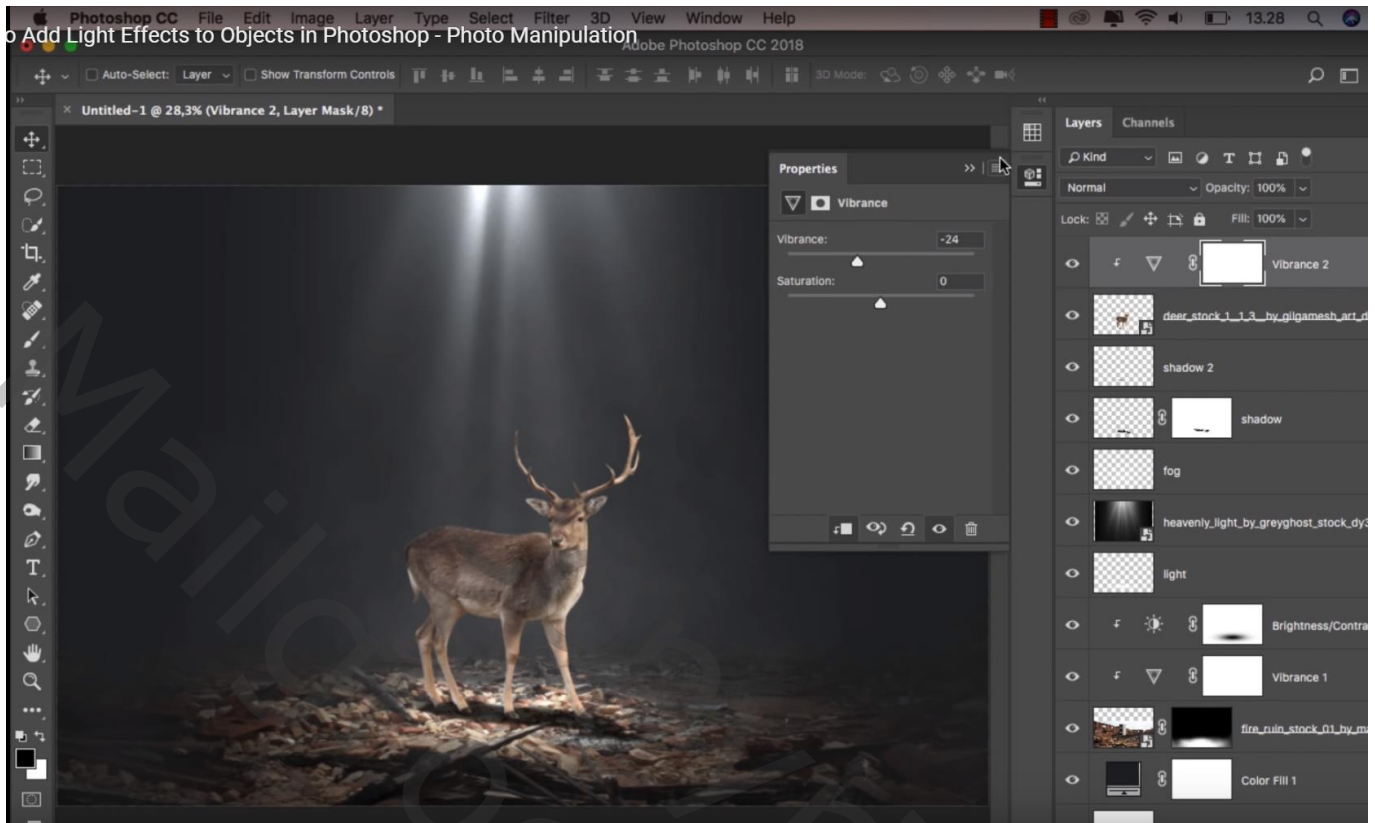 Photoshop CC File Edit Image Layer Type Select Filter 3D View Window Help 13.28
o Add Light Effects to Objects in Photoshop - Photo Manipulation
Adobe Photoshop CC 2018
Auto-Select: Layer Show Transform Controls 3D Mode:
Untitled-1 @ 28,3% (Vibrance 2, Layer Mask/8) *
Layers Channels
Kind
Normal Opacity: 100%
Lock: Fill: 100%
Properties
Vibrance
Vibrance: -24
Saturation: 0
Vibrance 2
deer_stock_1__1_3__by_gilgamesh_art_d
shadow 2
shadow
fog
heavenly_light_by_greyghost_stock_dy3
light
Brightness/Contra
Vibrance 1
fire_ruin_stock_01_by_ma
Color Fill 1